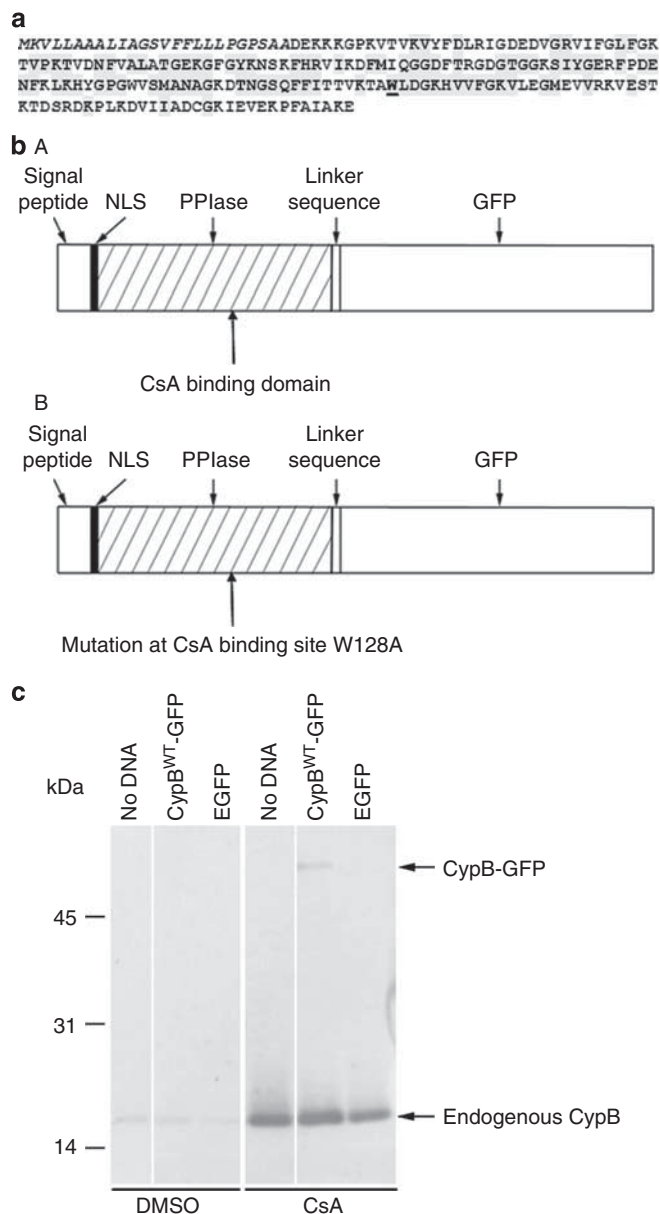 a
MKVLLAAALIAGSVFFLLLPGPSAADEKKKGPKVTVKVYFDLRIGDEDVGRVIFGLFGK
TVPKTVDNFVALATGEKGFGYKNSKFHRVIKDFMIQGGDFTRGDGTGGKSIYGERFPDE
NFKLKHYGPGWVSMANAGKDTNGSQFFITTVKTAWLDGKHVVFGKVLEGMEVVRKVEST
KTDSRDKPLKDVIIADCGKIEVEKPFAIAKE
b A
Signal peptide
NLS
PPIase
Linker sequence
GFP
CsA binding domain
B
Signal peptide
NLS
PPIase
Linker sequence
GFP
Mutation at CsA binding site W128A
c
kDa
No DNA
CypBWT-GFP
EGFP
No DNA
CypBWT-GFP
EGFP
CypB-GFP
45
31
Endogenous CypB
14
DMSO
CsA